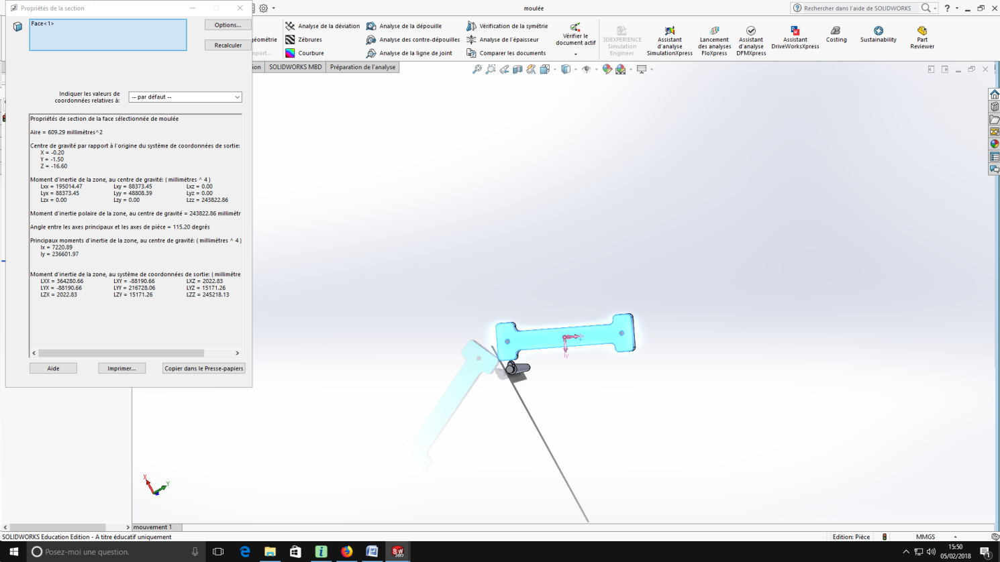 Propriétés de la section
moulée
Rechercher dans l'aide de SOLIDWORKS
Face<1>
Options...
Recalculer
Analyse de la déviation
Analyse de la dépouille
Vérification de la symétrie
Zébrures
Analyse des contre-dépouilles
Analyse de l'épaisseur
Courbure
Analyse de la ligne de joint
Comparer les documents
Vérifier le
document actif
3DEXPERIENCE
Simulation
Engineer
Assistant
d'analyse
SimulationXpress
Lancement
des analyses
FloXpress
Assistant
d'analyse
DFMXpress
Assistant
DriveWorksXpress
Costing
Sustainability
Part
Reviewer
SOLIDWORKS MBD
Préparation de l'analyse
Indiquer les valeurs de
coordonnées relatives à:
-- par défaut --
Propriétés de section de la face sélectionnée de moulée
Aire = 609.29 millimètres^2
Centre de gravité par rapport à l'origine du système de coordonnées de sortie:
X = -0.20
Y = -1.50
Z = -16.60
Moment d'inertie de la zone, au centre de gravité: ( millimètres ^ 4 )
Lxx = 195014.47 Lxy = 88373.45 Lxz = 0.00
Lyx = 88373.45 Lyy = 48808.39 Lyz = 0.00
Lzx = 0.00 Lzy = 0.00 Lzz = 243822.86
Moment d'inertie polaire de la zone, au centre de gravité = 243822.86 millimètr
Angle entre les axes principaux et les axes de pièce = 115.20 degrés
Principaux moments d'inertie de la zone, au centre de gravité: ( millimètres ^ 4 )
Ix = 7220.89
Iy = 236601.97
Moment d'inertie de la zone, au système de coordonnées de sortie: ( millimètre
LXX = 364280.66 LXY = -88190.66 LXZ = 2022.83
LYX = -88190.66 LYY = 216728.06 LYZ = 15171.26
LZX = 2022.83 LZY = 15171.26 LZZ = 245218.13
Aide
Imprimer...
Copier dans le Presse-papiers
X
Y
mouvement 1
SOLIDWORKS Education Edition - A titre éducatif uniquement
Edition: Pièce
MMGS
Posez-moi une question.
15:50
05/02/2018